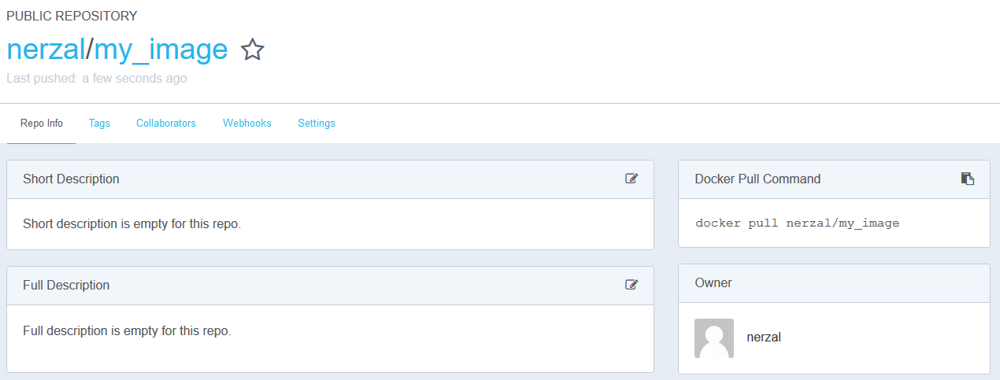 PUBLIC REPOSITORY
nerzal/my_image
Last pushed: a few seconds ago
Repo Info Tags Collaborators Webhooks Settings
Short Description
Short description is empty for this repo.
Full Description
Full description is empty for this repo.
Docker Pull Command
docker pull nerzal/my_image
Owner
nerzal